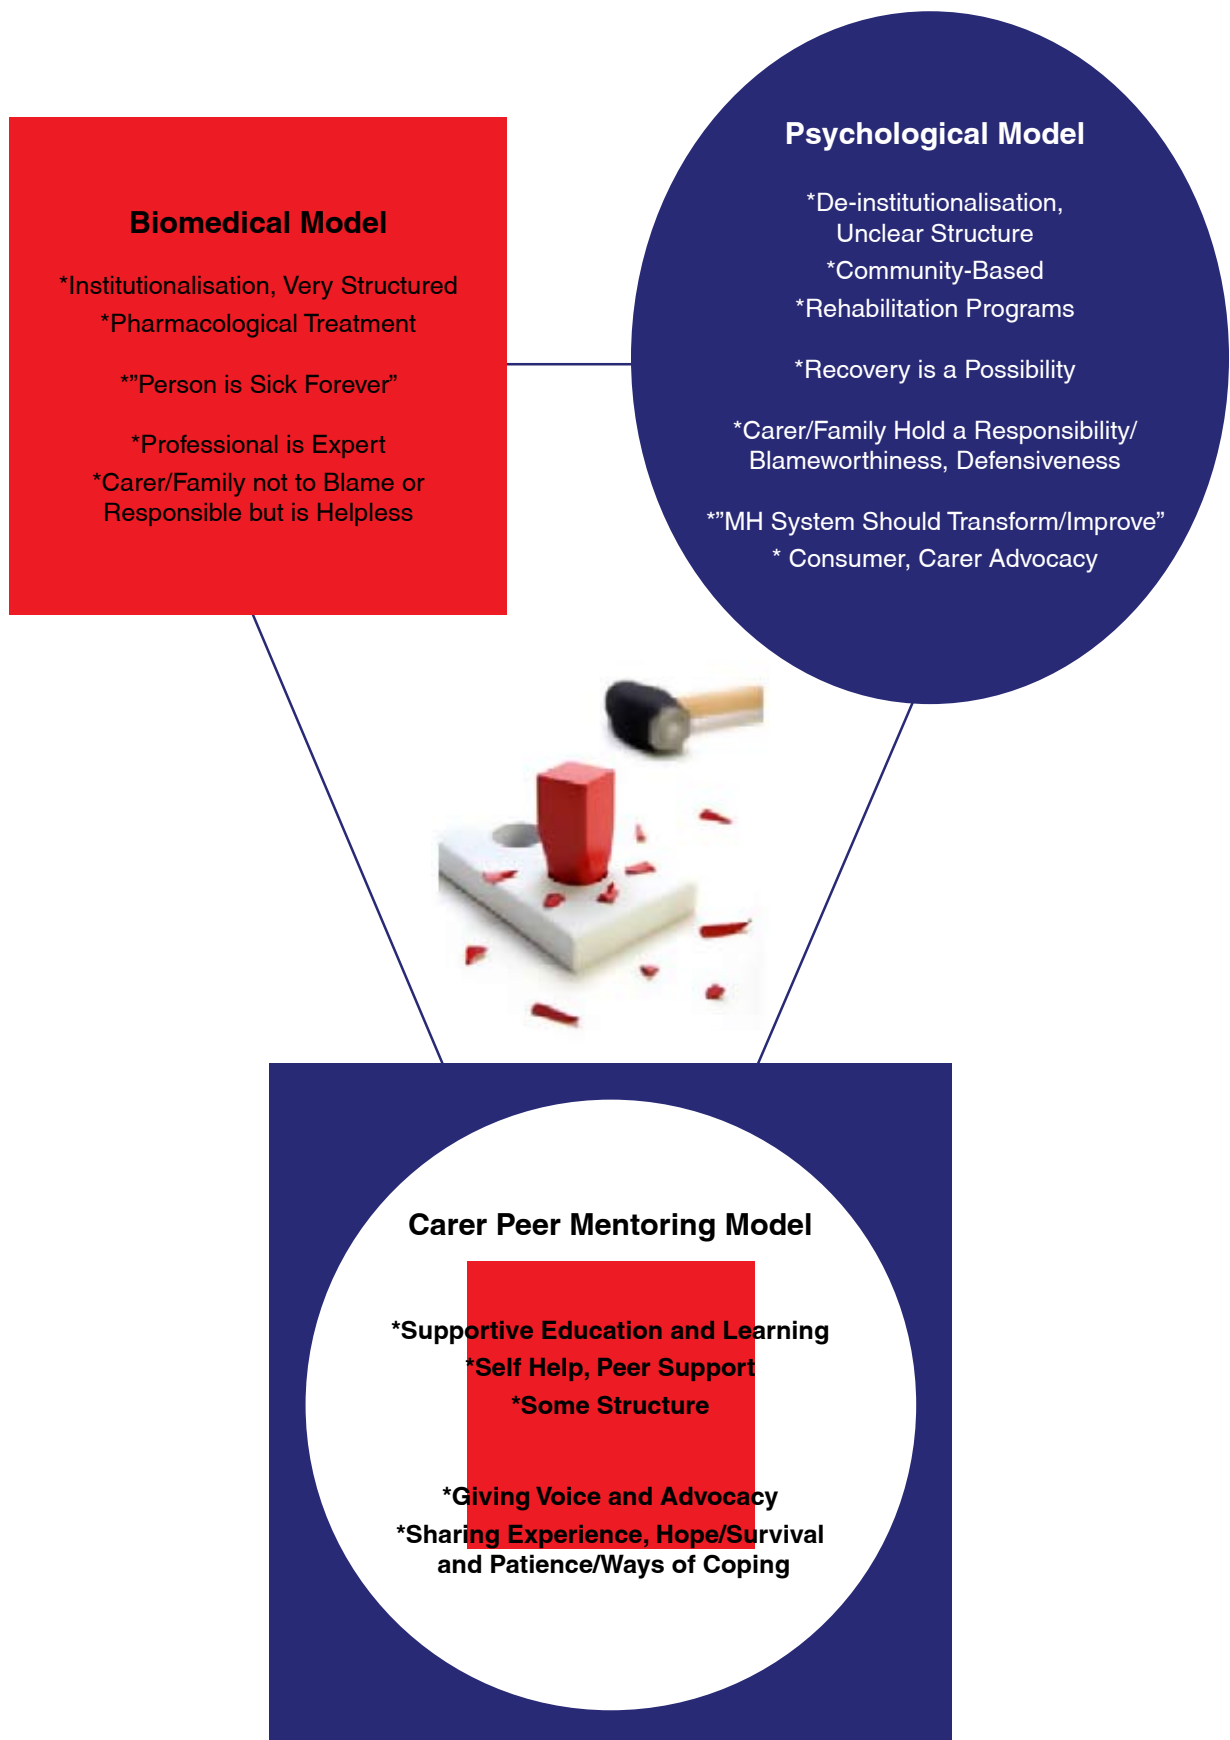 Biomedical Model
*Institutionalisation, Very Structured
*Pharmacological Treatment
*”Person is Sick Forever”
*Professional is Expert
*Carer/Family not to Blame or
Responsible but is Helpless
Psychological Model
*De-institutionalisation,
Unclear Structure
*Community-Based
*Rehabilitation Programs
*Recovery is a Possibility
*Carer/Family Hold a Responsibility/
Blameworthiness, Defensiveness
*”MH System Should Transform/Improve”
* Consumer, Carer Advocacy
Carer Peer Mentoring Model
*Supportive Education and Learning
*Self Help, Peer Support
*Some Structure
*Giving Voice and Advocacy
*Sharing Experience, Hope/Survival
and Patience/Ways of Coping